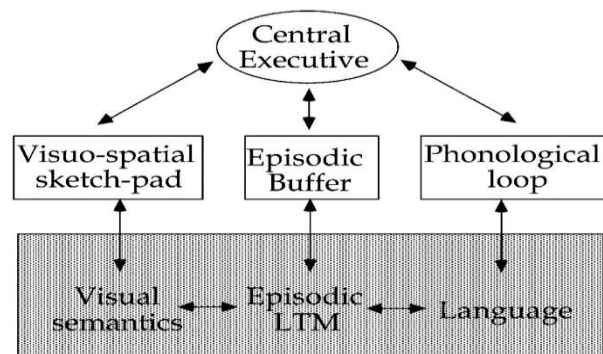 Central
Executive
Visuo-spatial
sketch-pad
Episodic
Buffer
Phonological
loop
Visual
semantics
Episodic
LTM
Language